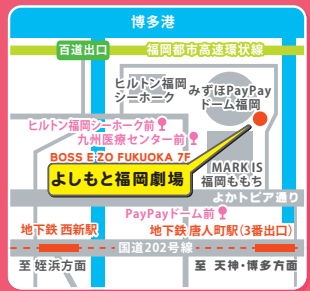 博多港
百道出口
福岡都市高速環状線
ヒルトン福岡
シーホーク
みずほPayPay
ドーム福岡
ヒルトン福岡シーホーク前
九州医療センター前
BOSS E・ZO FUKUOKA 7F
よしもと福岡劇場
MARK IS
福岡ももち
よかトピア通り
PayPayドーム前
地下鉄 西新駅
地下鉄 唐人町駅(3番出口)
国道202号線
至 姪浜方面
至 天神・博多方面